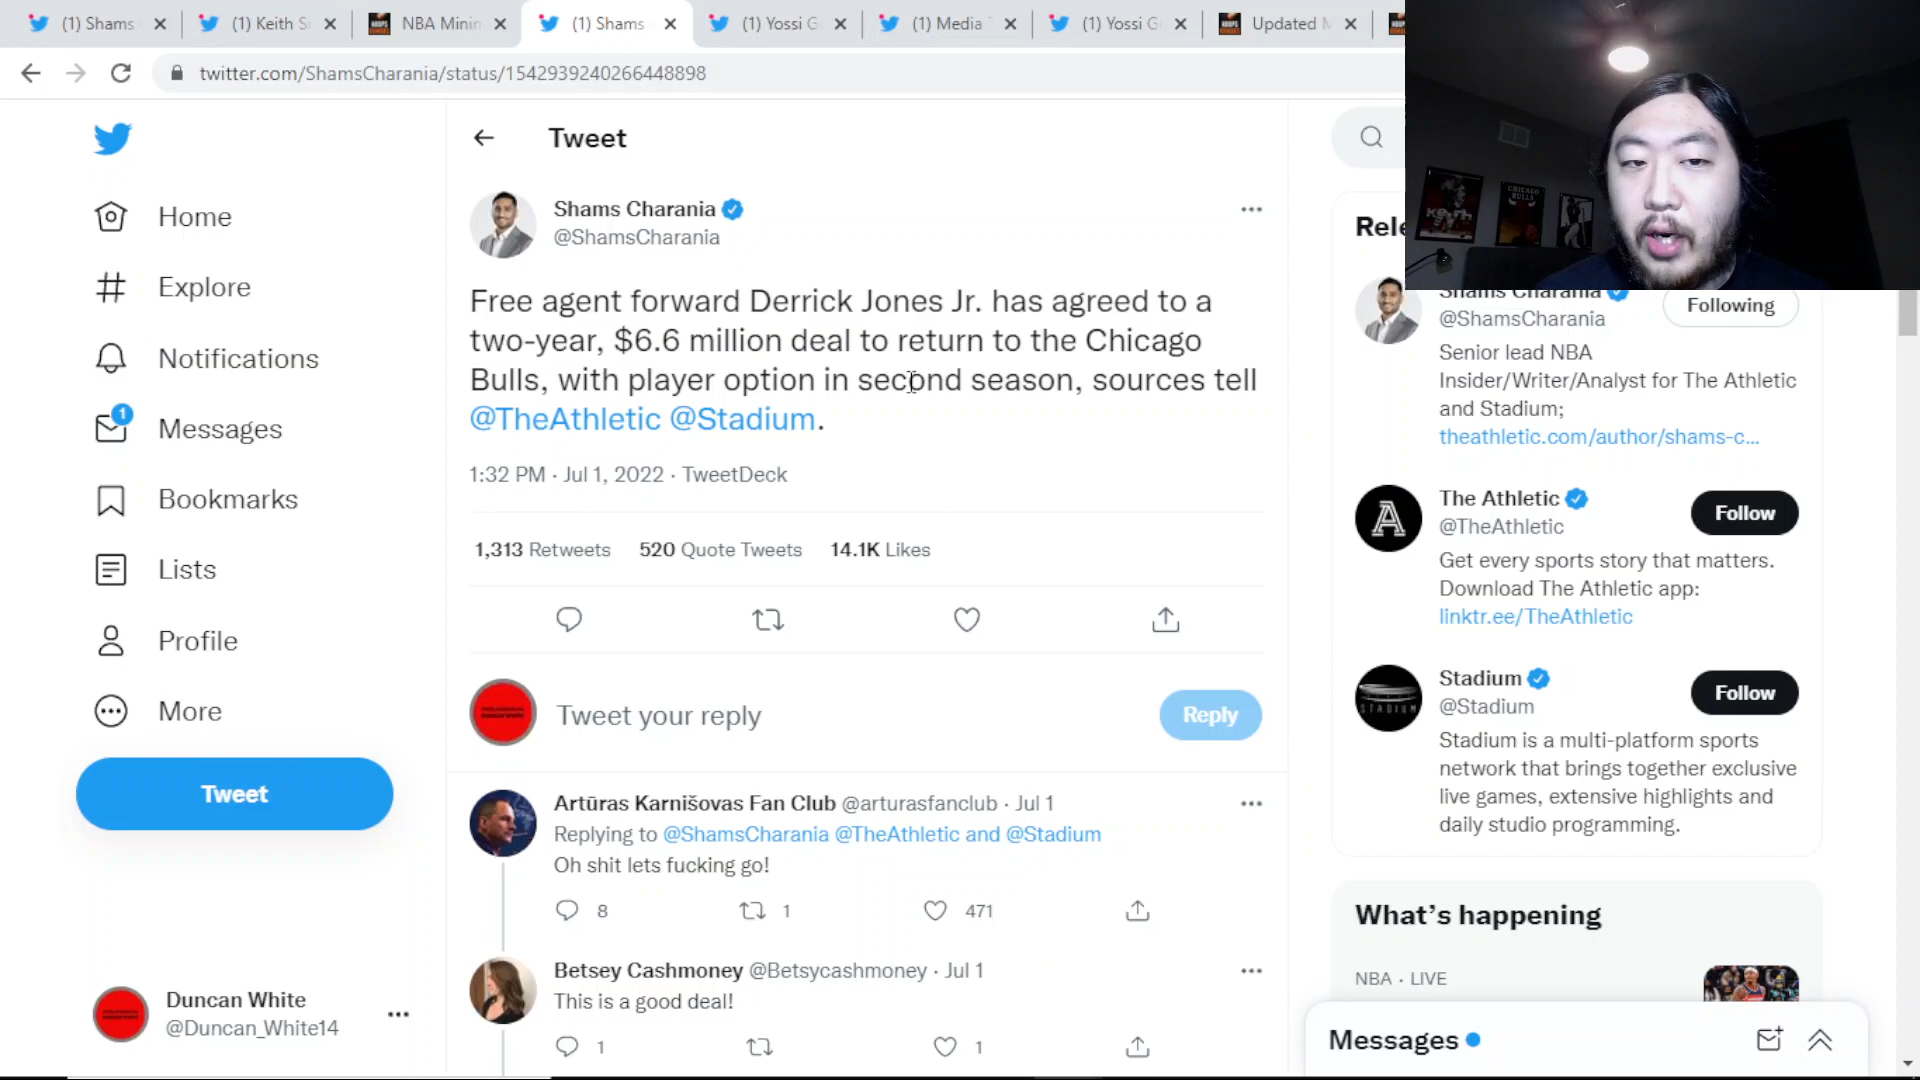 (1) Shams
(1) Keith S
NBA Minin
(1) Shams
(1) Yossi G
(1) Media
(1) Yossi G
Updated M
twitter.com/ShamsCharania/status/1542939240266448898
Tweet
Home
Explore
Notifications
1
Messages
Bookmarks
Lists
Profile
More
Tweet
Duncan White
@Duncan_White14
Shams Charania
@ShamsCharania
Free agent forward Derrick Jones Jr. has agreed to a
two-year, $6.6 million deal to return to the Chicago
Bulls, with player option in second season, sources tell
@TheAthletic @Stadium.
1:32 PM · Jul 1, 2022 · TweetDeck
1,313 Retweets 520 Quote Tweets 14.1K Likes
Tweet your reply
Reply
Artūras Karnišovas Fan Club @arturasfanclub · Jul 1
Replying to @ShamsCharania @TheAthletic and @Stadium
Oh shit lets fucking go!
8 1 471
Betsey Cashmoney @Betsycashmoney · Jul 1
This is a good deal!
1 1
CHICAGO
BULLS
Rele
Shams Charania
@ShamsCharania
Following
Senior lead NBA
Insider/Writer/Analyst for The Athletic
and Stadium;
theathletic.com/author/shams-c...
The Athletic
@TheAthletic
Follow
Get every sports story that matters.
Download The Athletic app:
linktr.ee/TheAthletic
STADIUM
Stadium
@Stadium
Follow
Stadium is a multi-platform sports
network that brings together exclusive
live games, extensive highlights and
daily studio programming.
What's happening
NBA · LIVE
Messages